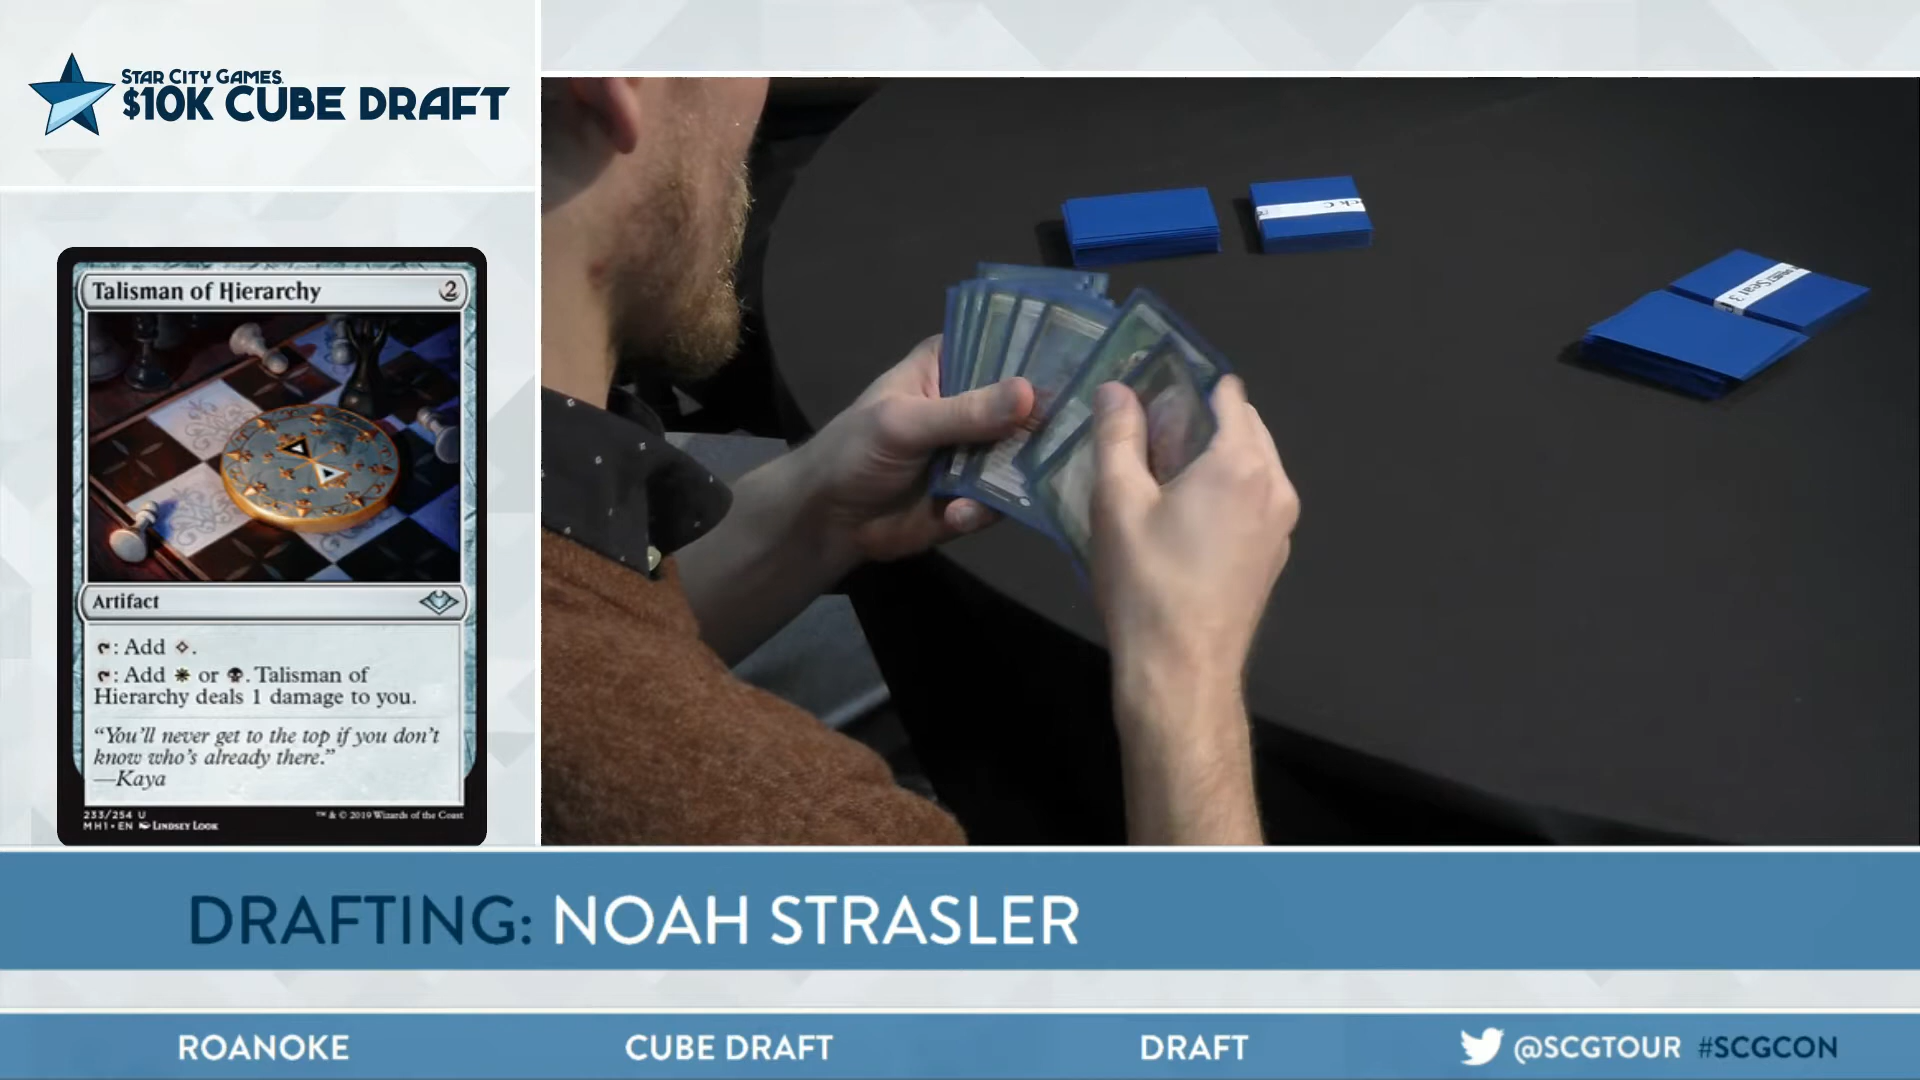 STAR CITY GAMES
$10K CUBE DRAFT
Talisman of Hierarchy 2
Artifact
: Add .
: Add or . Talisman of
Hierarchy deals 1 damage to you.
“You’ll never get to the top if you don’t
know who’s already there.”
—Kaya
233/254 U
MH1 • EN LINDSEY LOOK
™ & © 2019 Wizards of the Coast
Seat 3
DRAFTING: NOAH STRASLER
ROANOKE CUBE DRAFT DRAFT @SCGTOUR #SCGCON